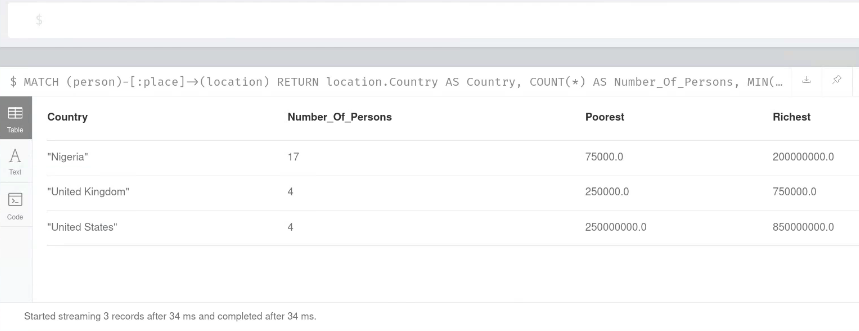 $
$ MATCH (person)-[:place]->(location) RETURN location.Country AS Country, COUNT(*) AS Number_Of_Persons, MIN(…
Table
Text
Code
Country Number_Of_Persons Poorest Richest
"Nigeria" 17 75000.0 200000000.0
"United Kingdom" 4 250000.0 750000.0
"United States" 4 250000000.0 850000000.0
Started streaming 3 records after 34 ms and completed after 34 ms.